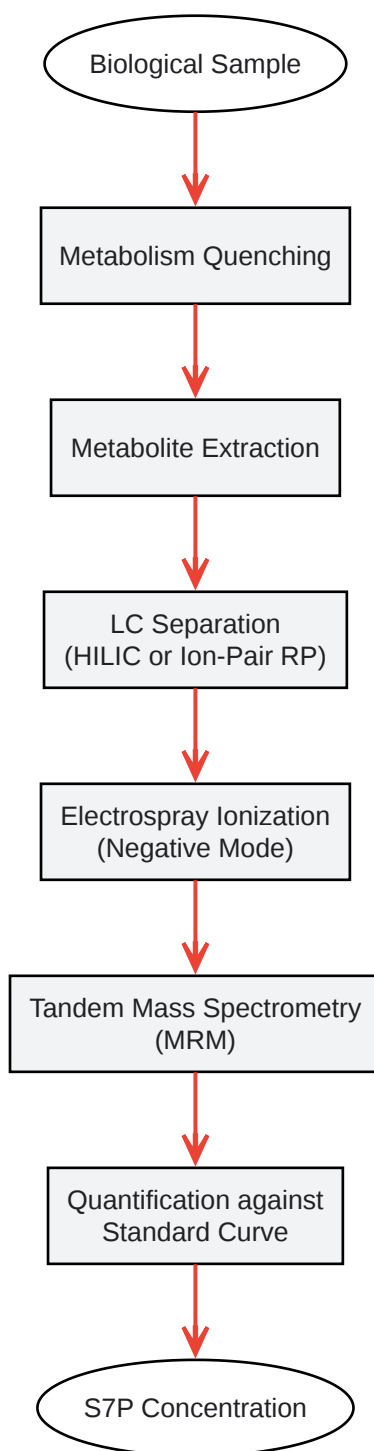 Biological Sample
Metabolism Quenching
Metabolite Extraction
LC Separation
(HILIC or Ion-Pair RP)
Electrospray Ionization
(Negative Mode)
Tandem Mass Spectrometry
(MRM)
Quantification against
Standard Curve
S7P Concentration